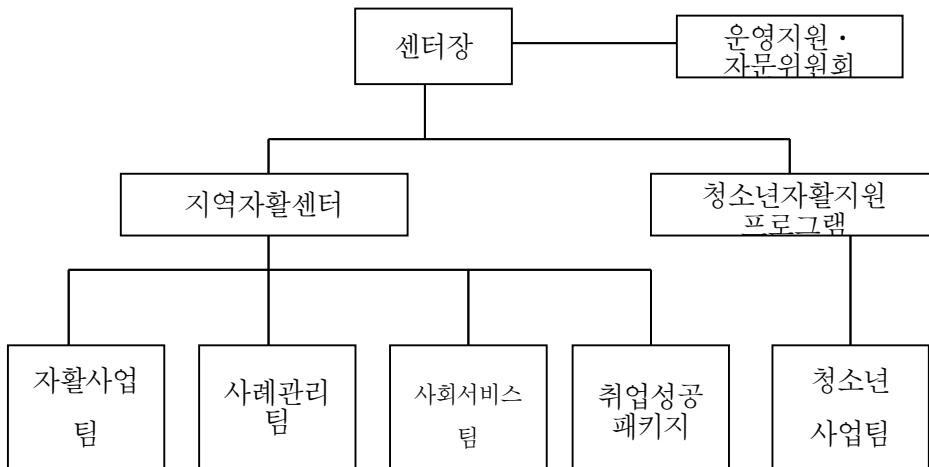 센터장
운영지원·
자문위원회
지역자활센터
청소년자활지원
프로그램
자활사업
팀
사례관리
팀
사회서비스
팀
취업성공
패키지
청소년
사업팀